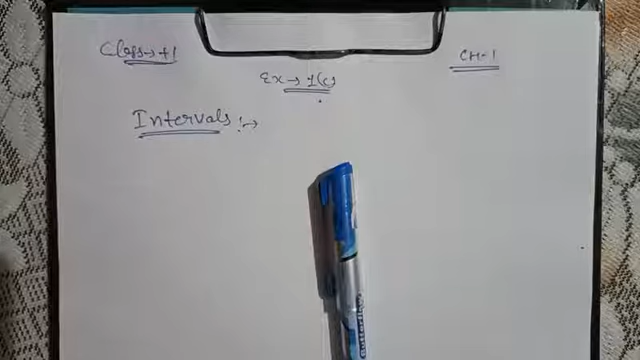 Class → +1
CH-1
Ex → 1(c)
Intervals :→